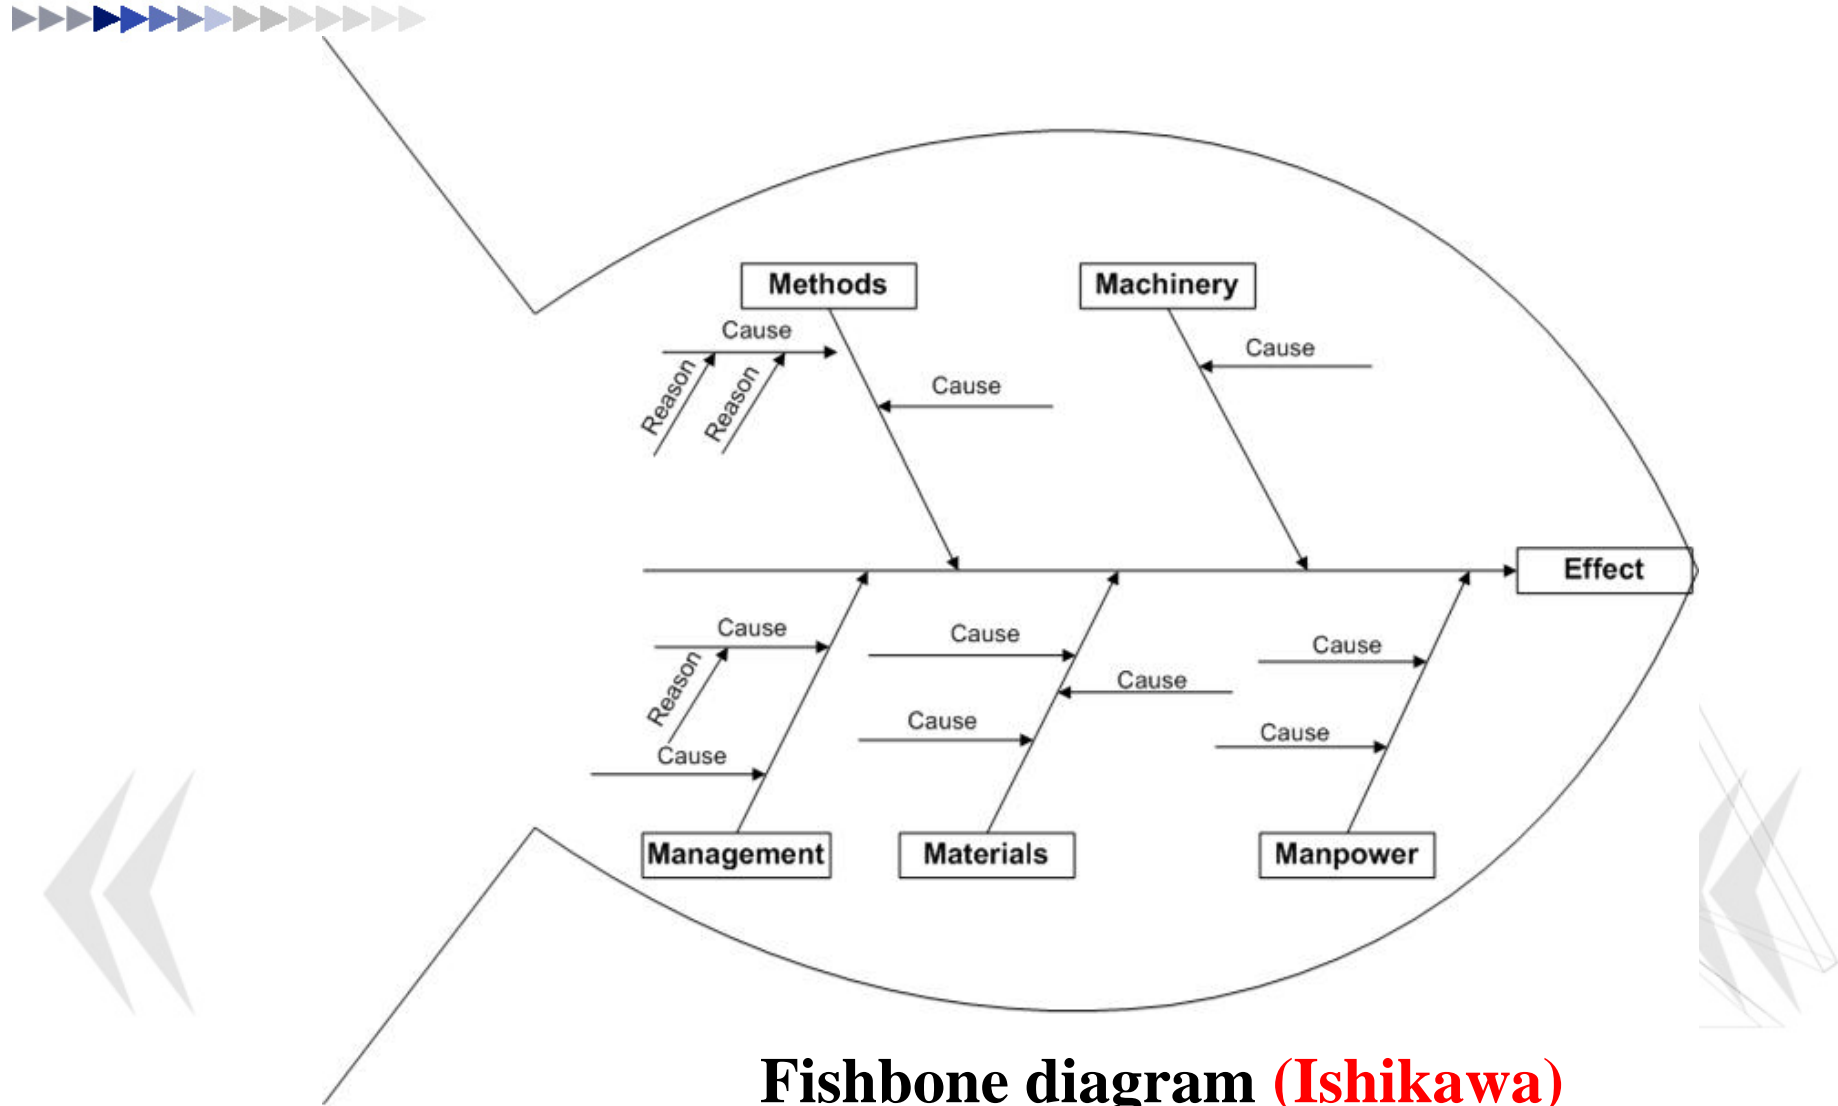 Methods
Machinery
Cause
Cause
Cause
Reason
Reason
Effect
Cause
Cause
Cause
Reason
Cause
Cause
Cause
Cause
Management
Materials
Manpower
Fishbone diagram (Ishikawa)